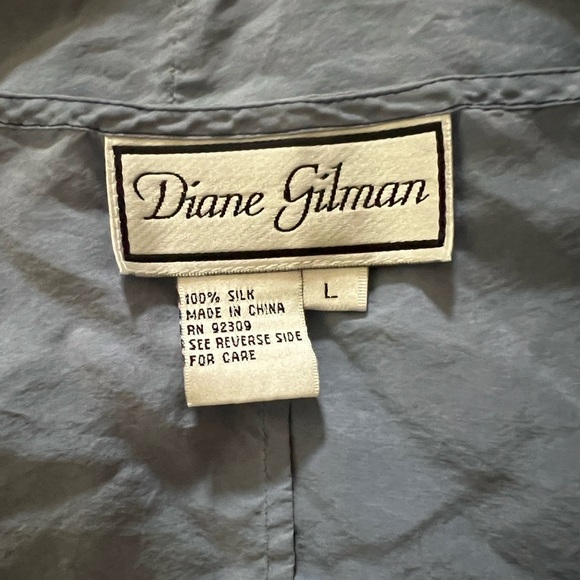 Diane Gilman
L
100% SILK
MADE IN CHINA
RN 92309
SEE REVERSE SIDE
FOR CARE